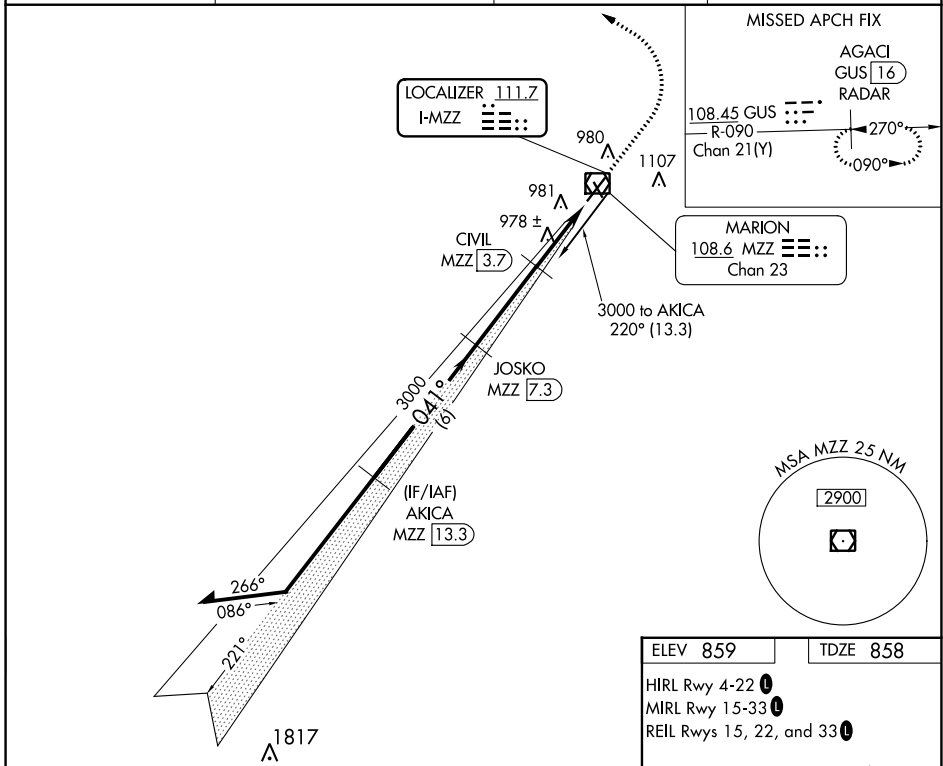 MISSED APCH FIX
AGACI
GUS 16
RADAR
108.45 GUS
R-090
Chan 21(Y)
270°
090°
LOCALIZER 111.7
I-MZZ
980
1107
981
978 ±
MARION
108.6 MZZ
Chan 23
CIVIL
MZZ 3.7
3000 to AKICA
220° (13.3)
JOSKO
MZZ 7.3
3000
041°
(6)
(IF/IAF)
AKICA
MZZ 13.3
MSA MZZ 25 NM
2900
266°
086°
221°
1817
ELEV 859
TDZE 858
HIRL Rwy 4-22 L
MIRL Rwy 15-33 L
REIL Rwys 15, 22, and 33 L